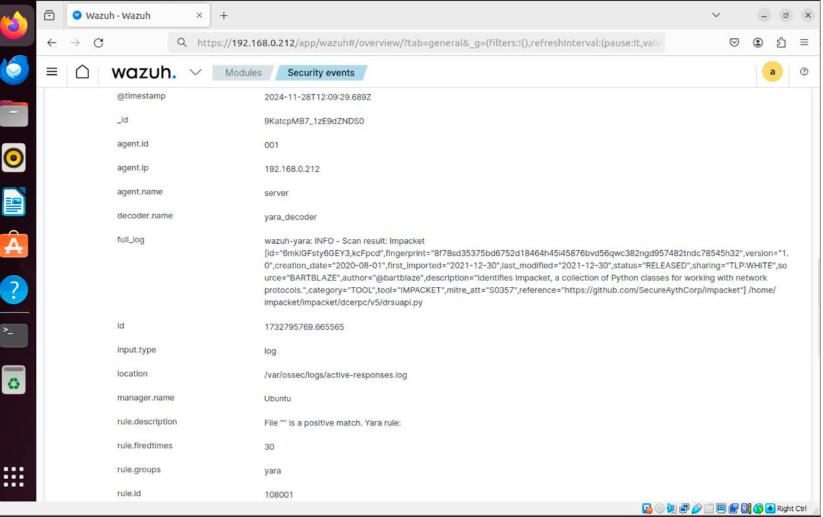 Wazuh - Wazuh
https://192.168.0.212/app/wazuh#/overview/?tab=general&_g=(filters:!(),refreshInterval:(pause:!t,valu
wazuh.
Modules
Security events
a
@timestamp 2024-11-28T12:09:29.689Z
_id 9KatcpMB7_1zE9dZNDS0
agent.id 001
agent.ip 192.168.0.212
agent.name server
decoder.name yara_decoder
full_log wazuh-yara: INFO - Scan result: Impacket
[id="6mkIGFsty6GEY3,kcFpcd",fingerprint="8f78sd35375bd6752d18464h45i45876bvd56qwc382ngd957482tndc78545h32",version="1.
0",creation_date="2020-08-01",first_imported="2021-12-30",last_modified="2021-12-30",status="RELEASED",sharing="TLP:WHITE",so
urce="BARTBLAZE",author="@bartblaze",description="Identifies Impacket, a collection of Python classes for working with network
protocols.",category="TOOL",tool="IMPACKET",mitre_att="S0357",reference="https://github.com/SecureAythCorp/impacket"] /home/
impacket/impacket/dcerpc/v5/drsuapi.py
id 1732795769.665565
input.type log
location /var/ossec/logs/active-responses.log
manager.name Ubuntu
rule.description File "" is a positive match. Yara rule:
rule.firedtimes 30
rule.groups yara
rule.id 108001
Right Ctrl